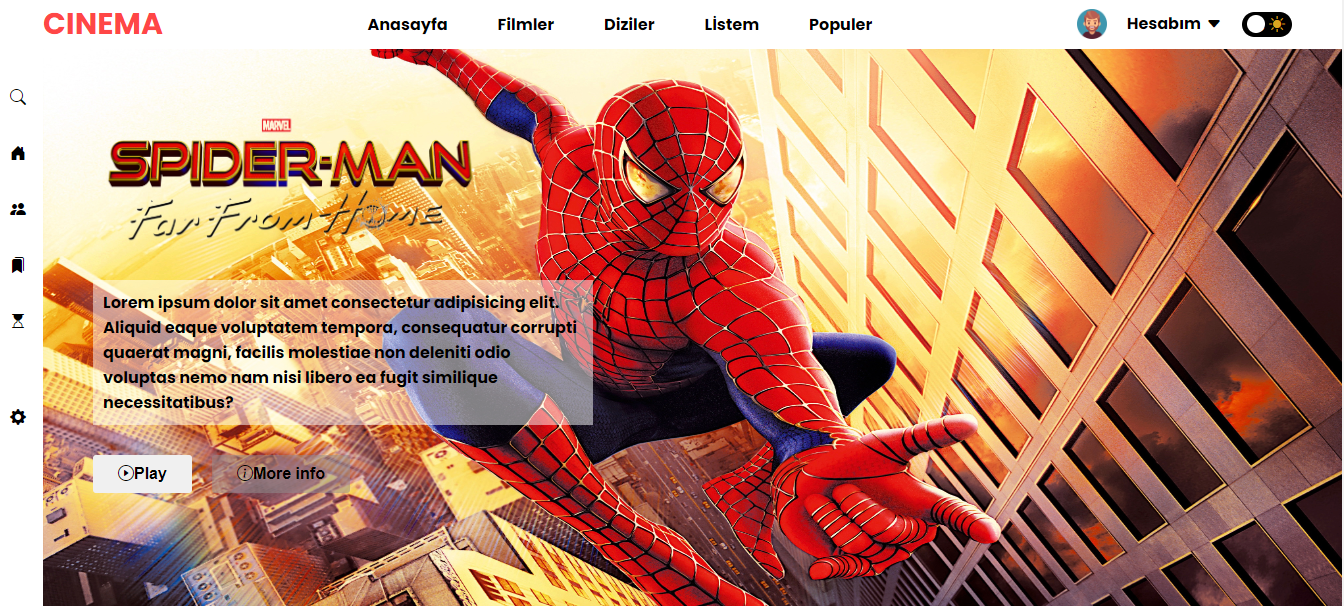 CINEMA
Anasayfa
Filmler
Diziler
Listem
Populer
Hesabım
MARVEL
SPIDER-MAN
Far From Home
Lorem ipsum dolor sit amet consectetur adipisicing elit.
Aliquid eaque voluptatem tempora, consequatur corrupti
quaerat magni, facilis molestiae non deleniti odio
voluptas nemo nam nisi libero ea fugit similique
necessitatibus?
Play
More info